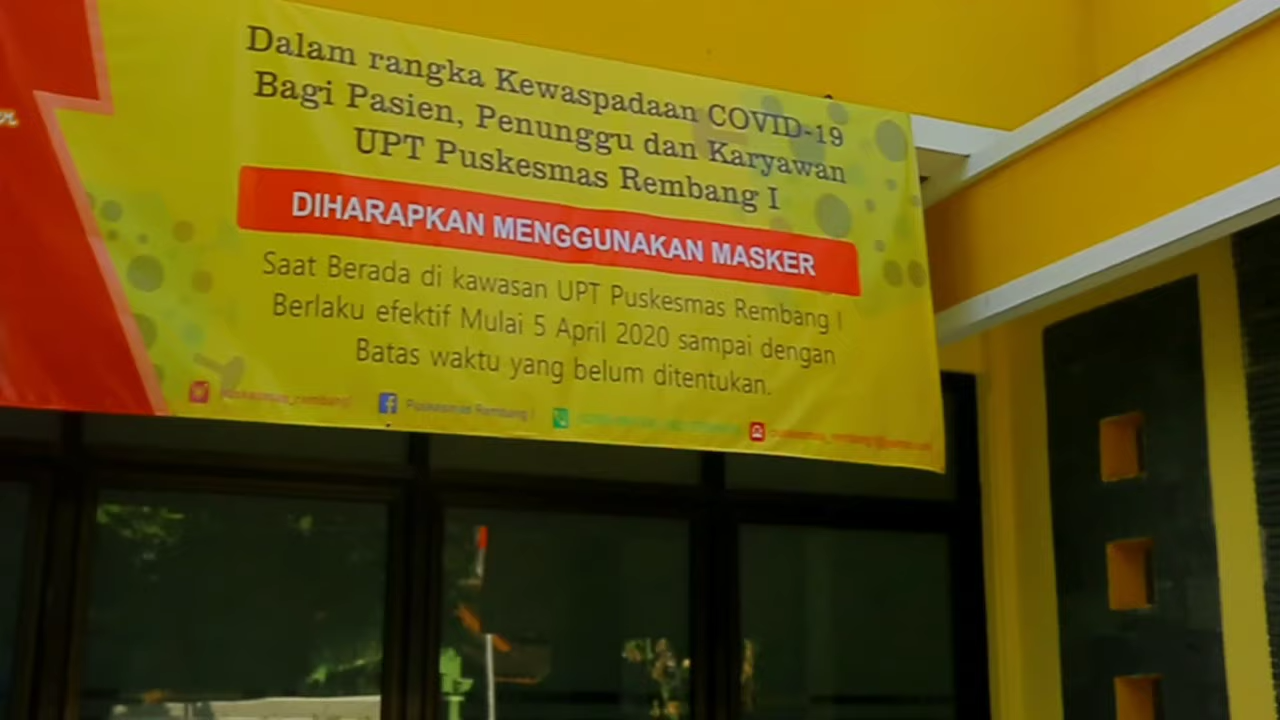 Dalam rangka Kewaspadaan COVID-19
Bagi Pasien, Penunggu dan Karyawan
UPT Puskesmas Rembang I
DIHARAPKAN MENGGUNAKAN MASKER
Saat Berada di kawasan UPT Puskesmas Rembang I
Berlaku efektif Mulai 5 April 2020 sampai dengan
Batas waktu yang belum ditentukan.
Puskesmas Rembang I